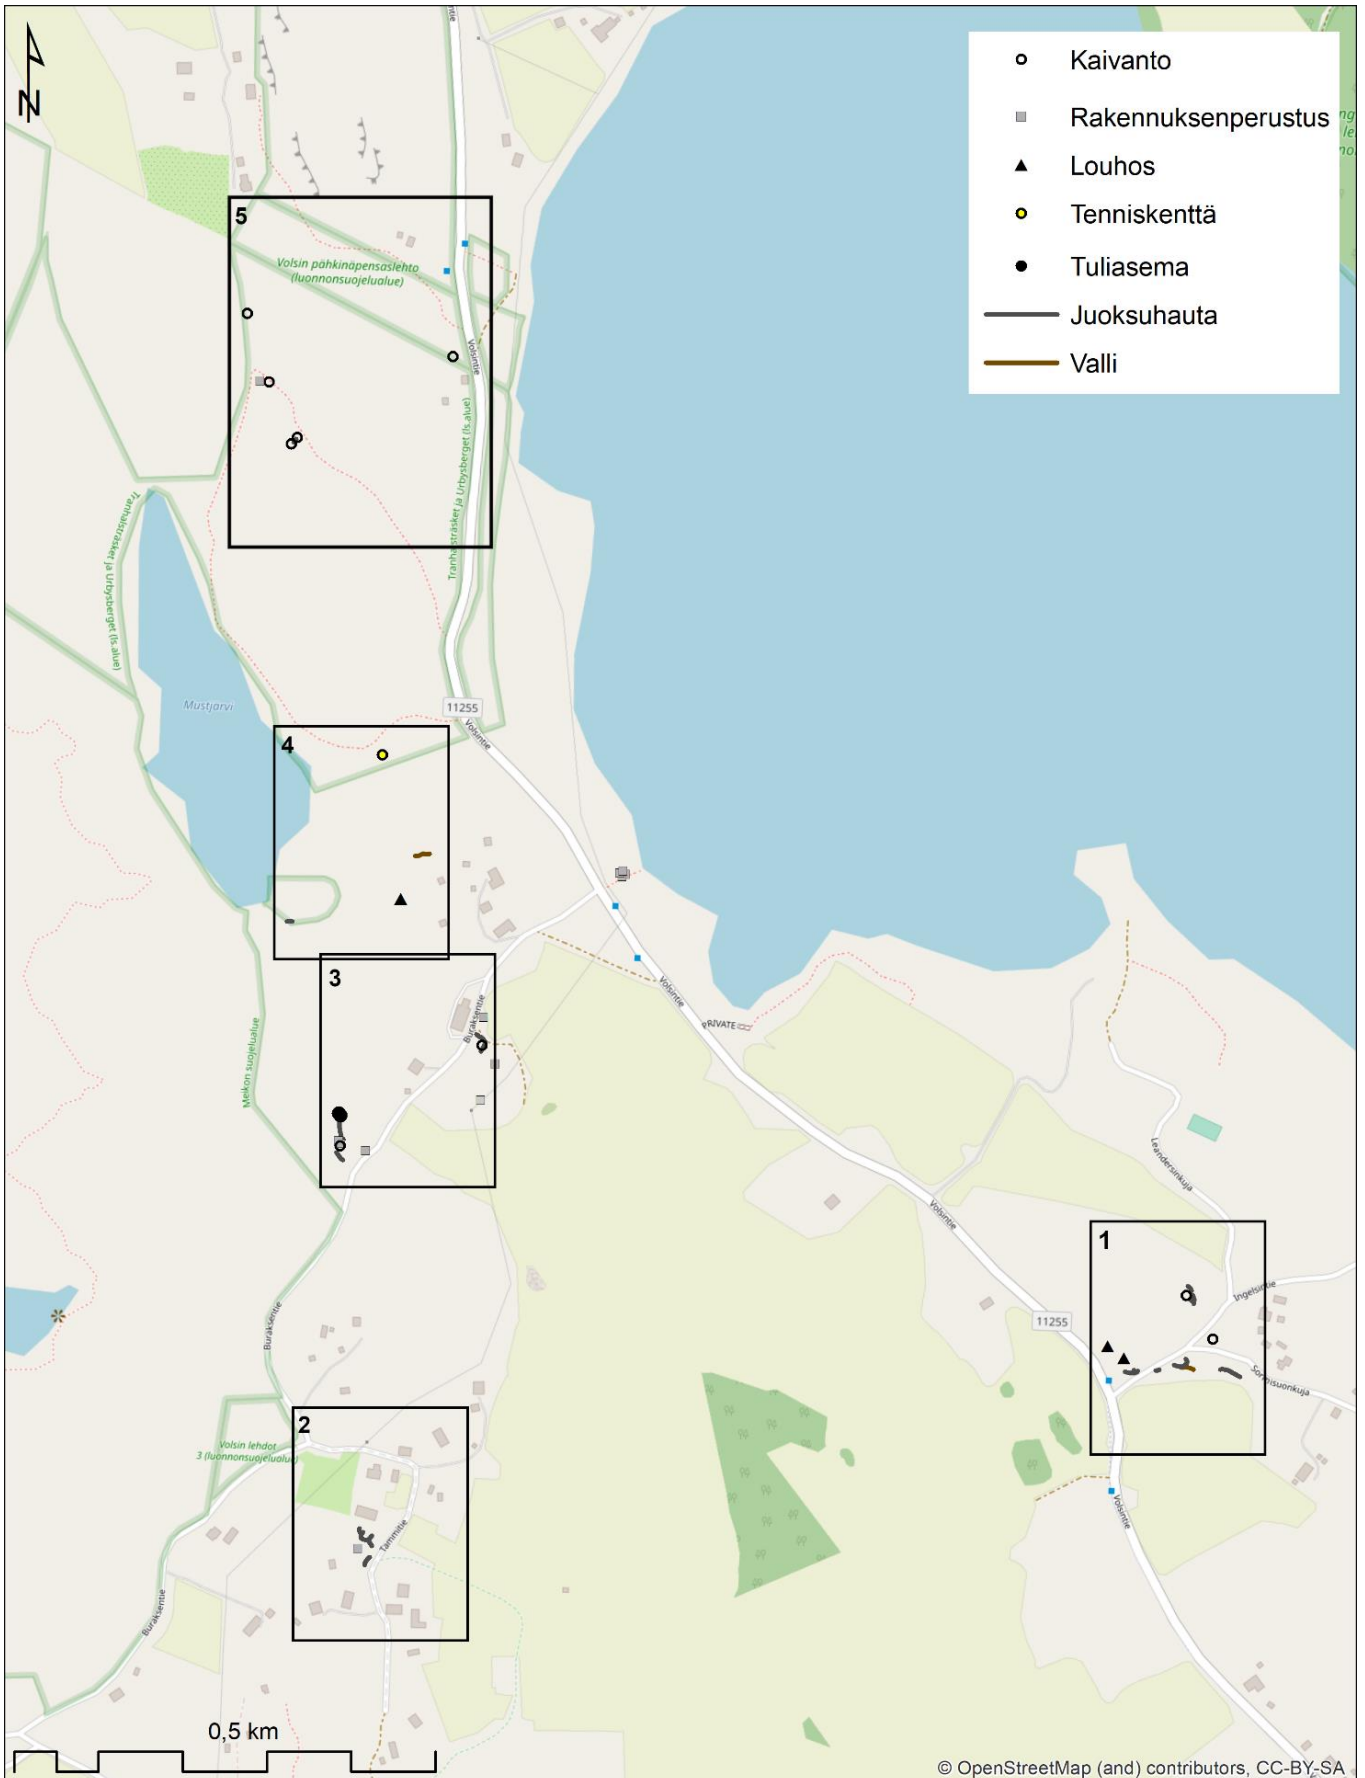 N
Kaivanto
Rakennuksenperustus
Louhos
Tenniskenttä
Tuliasema
Juoksuhauta
Valli
5
Volsin pähkinäpensaslehto
(luonnonsuojelualue)
Volsintie
Tranhalsträsket ja Urbysberget (ls.alue)
Tranhalsträsket ja Urbysberget (ls.alue)
Mustjärvi
11255
Volsintie
4
3
Buraksentie
Meikon suojelualue
Volsintie
PRIVATE
Leandersinkuja
Volsintie
1
Ingelsintie
11255
Sormisuonkuja
Buraksentie
2
Volsin lehdot
3 (luonnonsuojelualue)
Tammitie
Volsintie
Buraksentie
0,5 km
© OpenStreetMap (and) contributors, CC-BY-SA